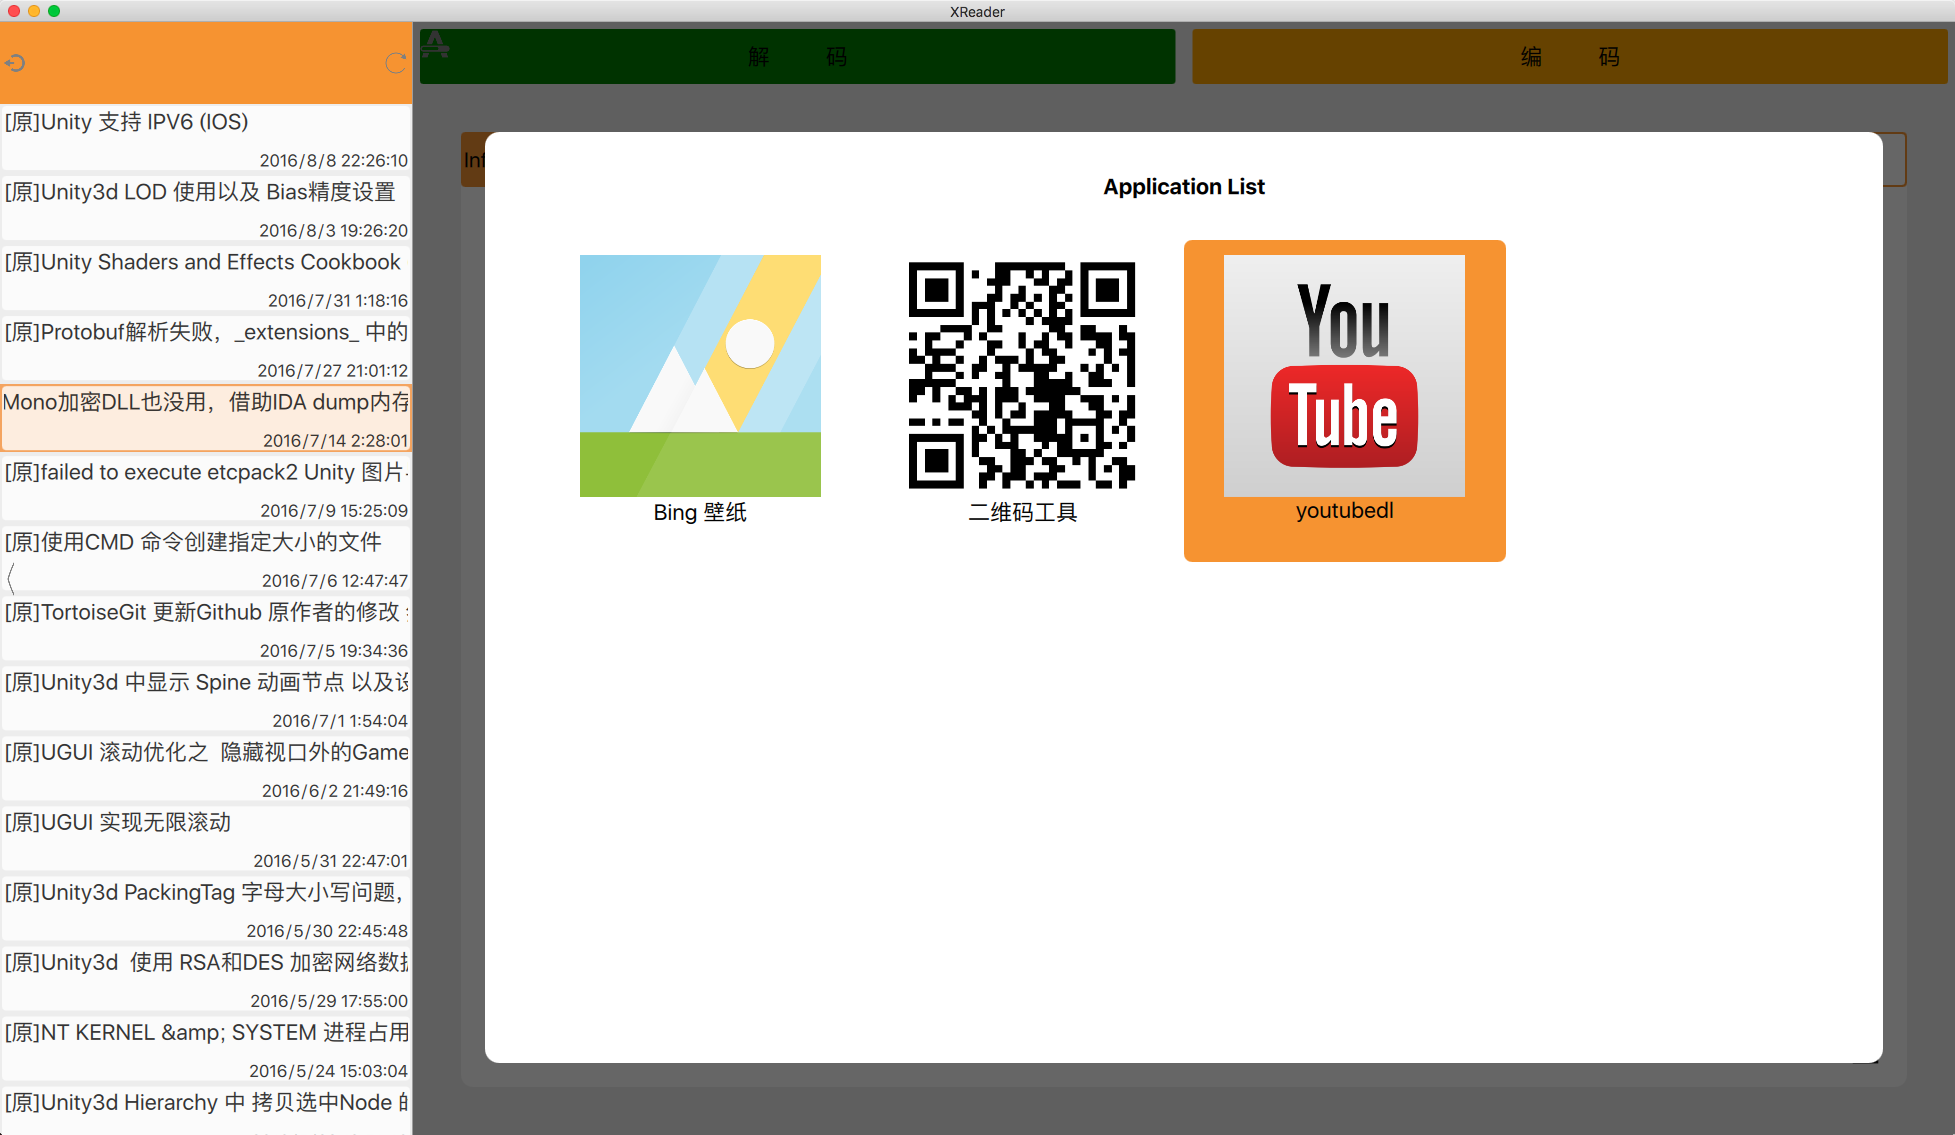 XReader
[原]Unity 支持 IPV6 (IOS)
2016/8/8 22:26:10
[原]Unity3d LOD 使用以及 Bias精度设置
2016/8/3 19:26:20
[原]Unity Shaders and Effects Cookbook
2016/7/31 1:18:16
[原]Protobuf解析失败，_extensions_ 中的
2016/7/27 21:01:12
Mono加密DLL也没用，借助IDA dump内存
2016/7/14 2:28:01
[原]failed to execute etcpack2 Unity 图片
2016/7/9 15:25:09
[原]使用CMD 命令创建指定大小的文件
2016/7/6 12:47:47
[原]TortoiseGit 更新Github 原作者的修改
2016/7/5 19:34:36
[原]Unity3d 中显示 Spine 动画节点 以及设
2016/7/1 1:54:04
[原]UGUI 滚动优化之 隐藏视口外的Game
2016/6/2 21:49:16
[原]UGUI 实现无限滚动
2016/5/31 22:47:01
[原]Unity3d PackingTag 字母大小写问题，
2016/5/30 22:45:48
[原]Unity3d 使用 RSA和DES 加密网络数据
2016/5/29 17:55:00
[原]NT KERNEL &amp; SYSTEM 进程占用
2016/5/24 15:03:04
[原]Unity3d Hierarchy 中 拷贝选中Node 的
解 码
编 码
Application List
You
Tube
Bing 壁纸
二维码工具
youtubedl